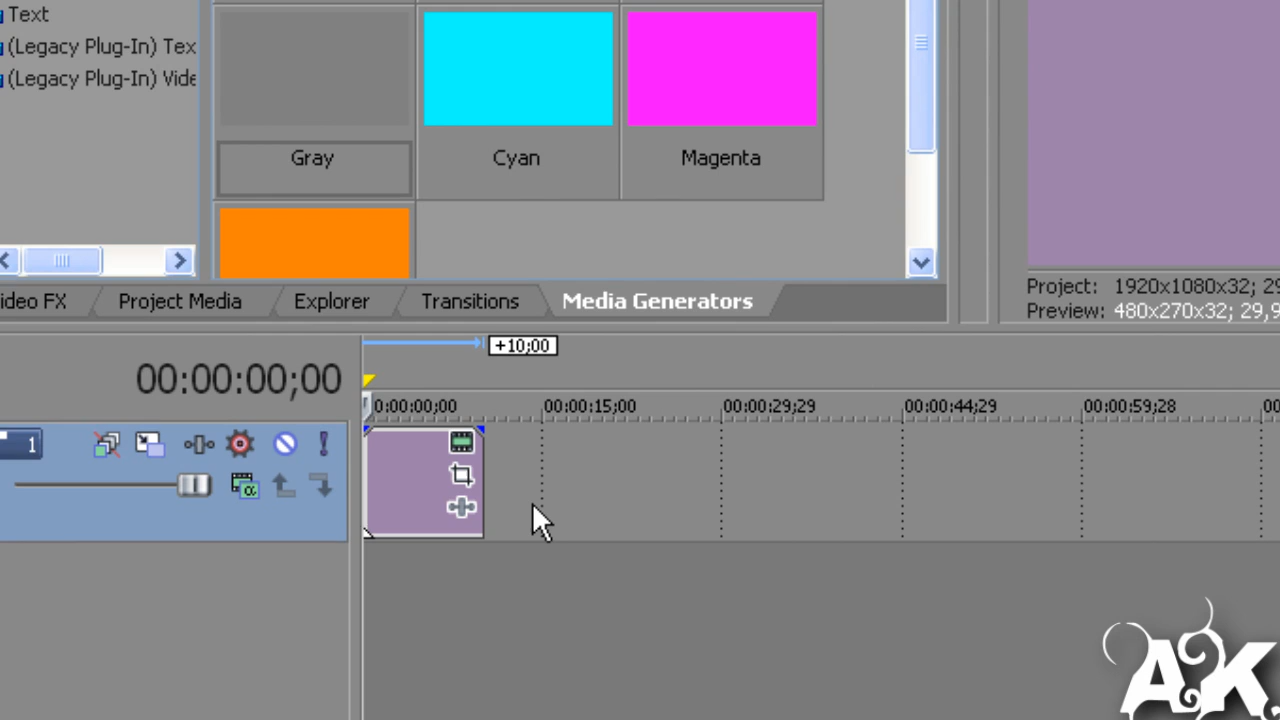 Text
(Legacy Plug-In) Tex
(Legacy Plug-In) Vide
Gray
Cyan
Magenta
ideo FX
Project Media
Explorer
Transitions
Media Generators
Project: 1920x1080x32; 29
Preview: 480x270x32; 29,9
+10;00
00:00:00;00
0:00:00;00
00:00:15;00
00:00:29;29
00:00:44;29
00:00:59;28
00
1
AK